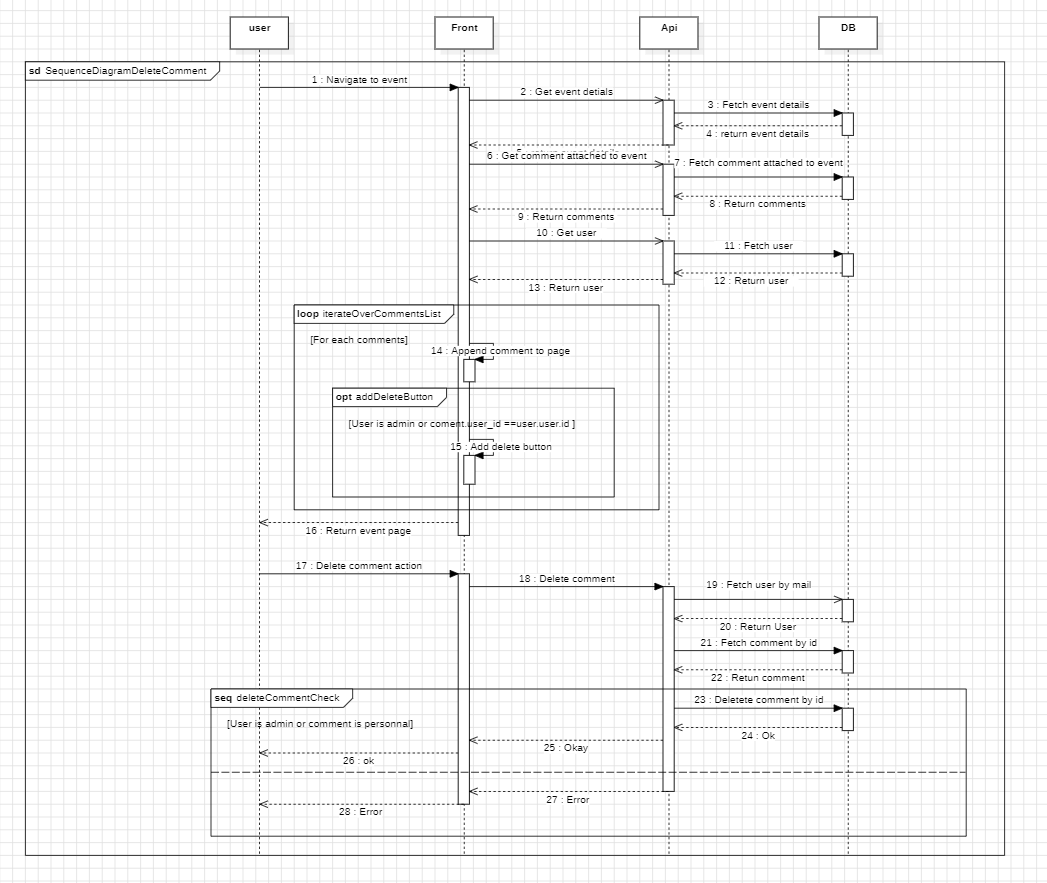 user
Front
Api
DB
sd SequenceDiagramDeleteComment
1 : Navigate to event
2 : Get event detials
3 : Fetch event details
4 : return event details
6 : Get comment attached to event
7 : Fetch comment attached to event
8 : Return comments
9 : Return comments
10 : Get user
11 : Fetch user
12 : Return user
13 : Return user
loop iterateOverCommentsList
[For each comments]
14 : Append comment to page
opt addDeleteButton
[User is admin or coment.user_id ==user.user.id ]
15 : Add delete button
16 : Return event page
17 : Delete comment action
18 : Delete comment
19 : Fetch user by mail
20 : Return User
21 : Fetch comment by id
22 : Retun comment
seq deleteCommentCheck
23 : Deletete comment by id
[User is admin or comment is personnal]
24 : Ok
25 : Okay
26 : ok
27 : Error
28 : Error